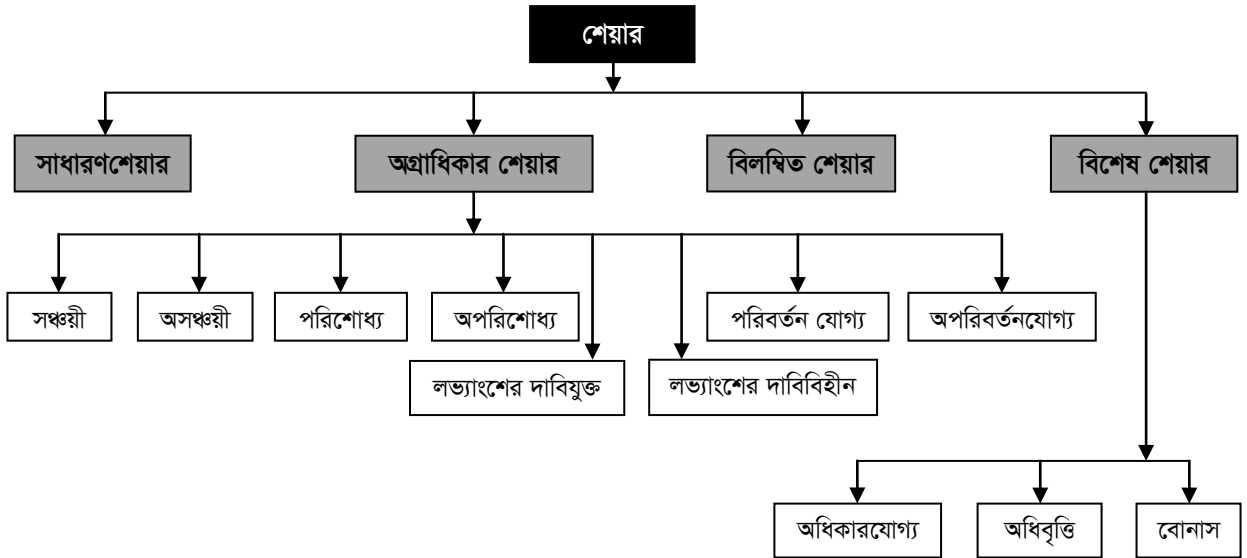 শেয়ার
সাধারণশেয়ার
অগ্রাধিকার শেয়ার
বিলম্বিত শেয়ার
বিশেষ শেয়ার
সঞ্চয়ী
অসঞ্চয়ী
পরিশোধ্য
অপরিশোধ্য
পরিবর্তন যোগ্য
অপরিবর্তনযোগ্য
লভ্যাংশের দাবিযুক্ত
লভ্যাংশের দাবিবিহীন
অধিকারযোগ্য
অধিবৃত্তি
বোনাস